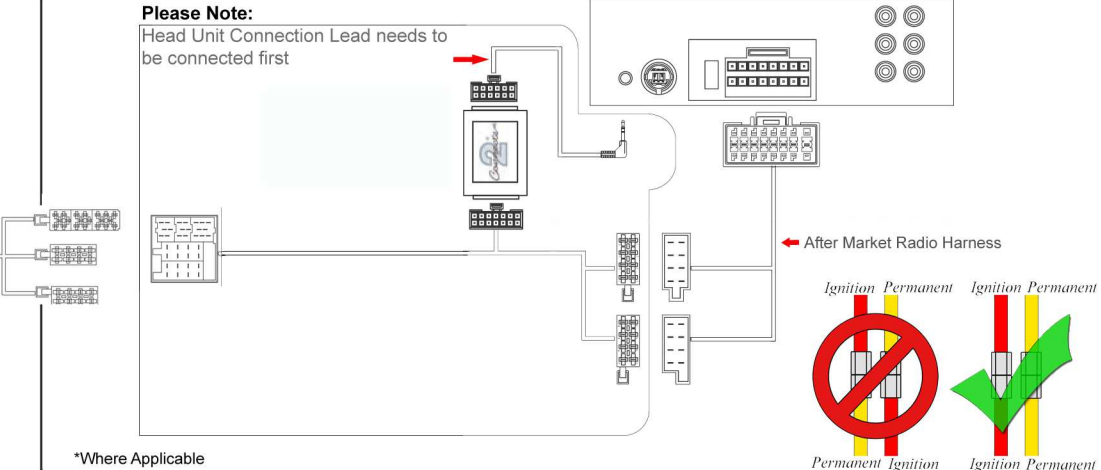 Please Note:
Head Unit Connection Lead needs to
be connected first
2
After Market Radio Harness
Ignition Permanent Ignition Permanent
Permanent Ignition Ignition Permanent
*Where Applicable